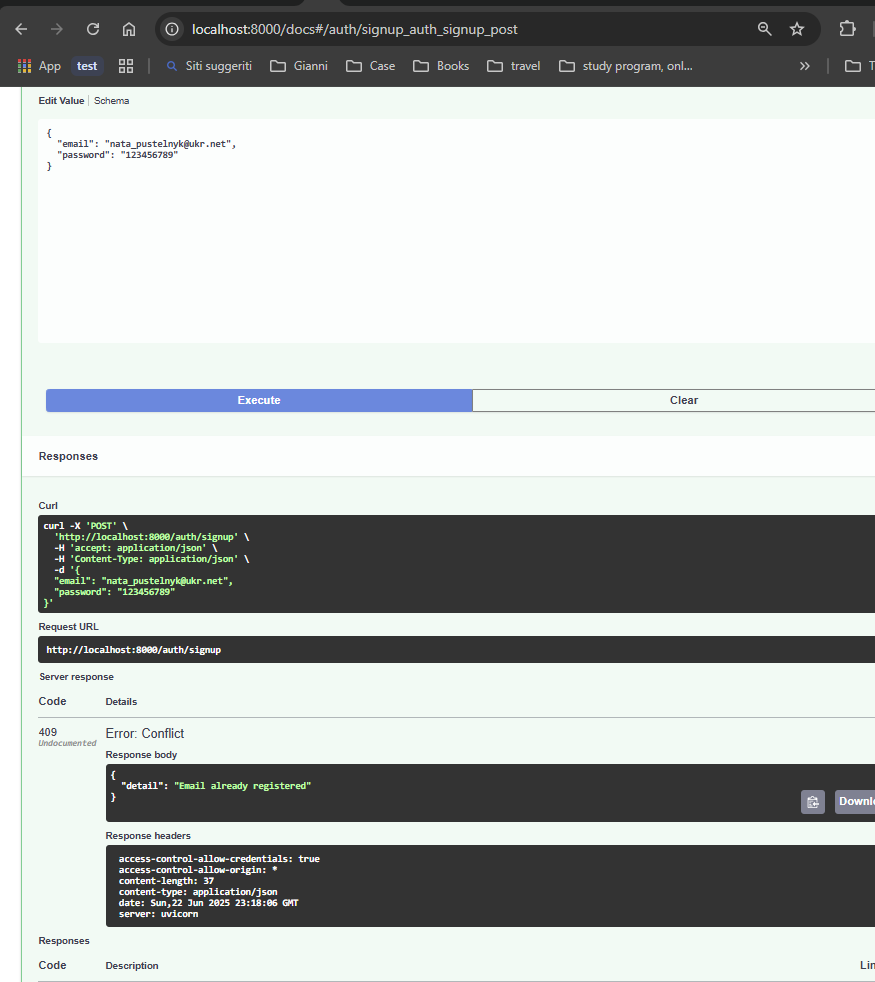 localhost:8000/docs#/auth/signup_auth_signup_post
App test Siti suggeriti Gianni Case Books travel study program, onl... »
Edit Value | Schema
{
"email": "nata_pustelnyk@ukr.net",
"password": "123456789"
}
Execute Clear
Responses
Curl
curl -X 'POST' \
'http://localhost:8000/auth/signup' \
-H 'accept: application/json' \
-H 'Content-Type: application/json' \
-d '{
"email": "nata_pustelnyk@ukr.net",
"password": "123456789"
}'
Request URL
http://localhost:8000/auth/signup
Server response
Code Details
409 Error: Conflict
Undocumented
Response body
{
"detail": "Email already registered"
}
Downl
Response headers
access-control-allow-credentials: true
access-control-allow-origin: *
content-length: 37
content-type: application/json
date: Sun,22 Jun 2025 23:18:06 GMT
server: uvicorn
Responses
Code Description Lin